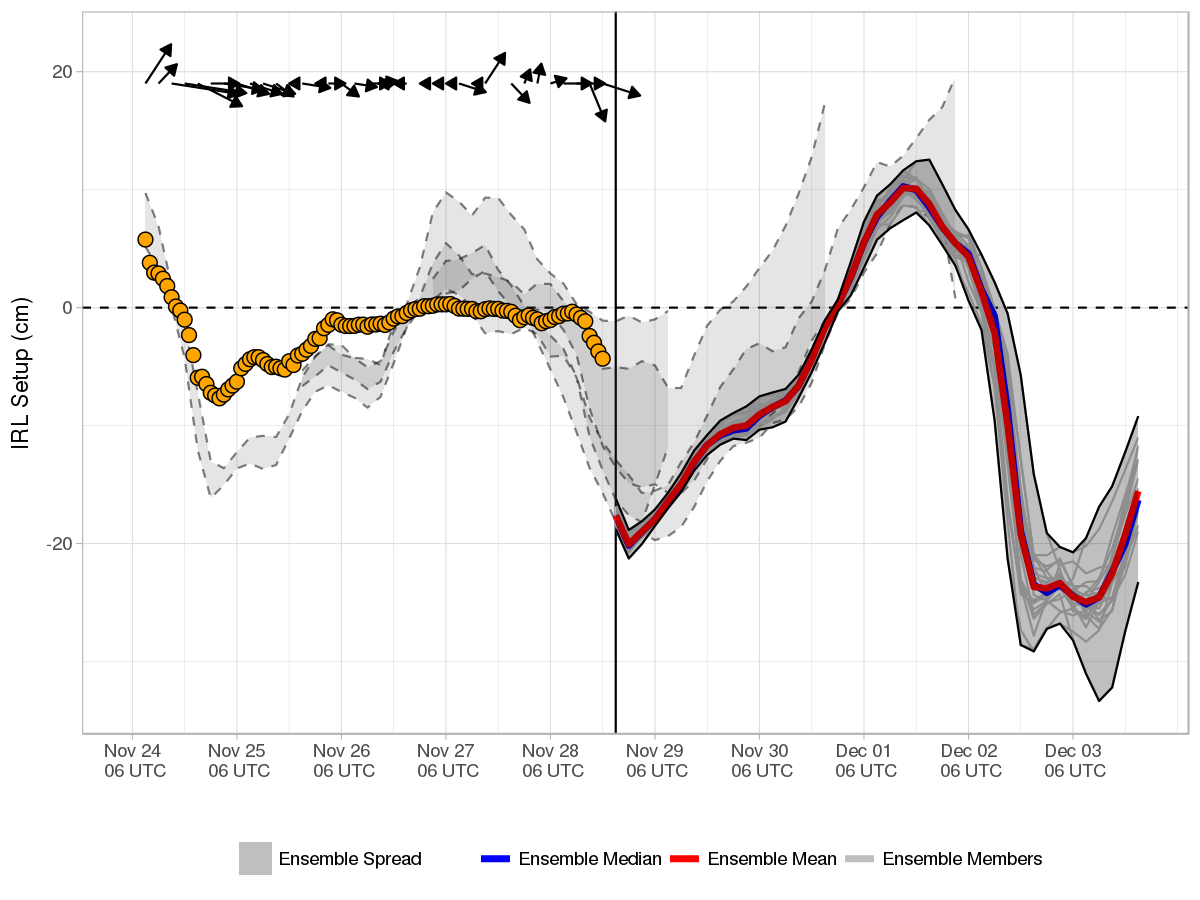 IRL Setup (cm)
20
0
-20
Nov 24 Nov 25 Nov 26 Nov 27 Nov 28 Nov 29 Nov 30 Dec 01 Dec 02 Dec 03
06 UTC 06 UTC 06 UTC 06 UTC 06 UTC 06 UTC 06 UTC 06 UTC 06 UTC 06 UTC
Ensemble Spread Ensemble Median Ensemble Mean Ensemble Members